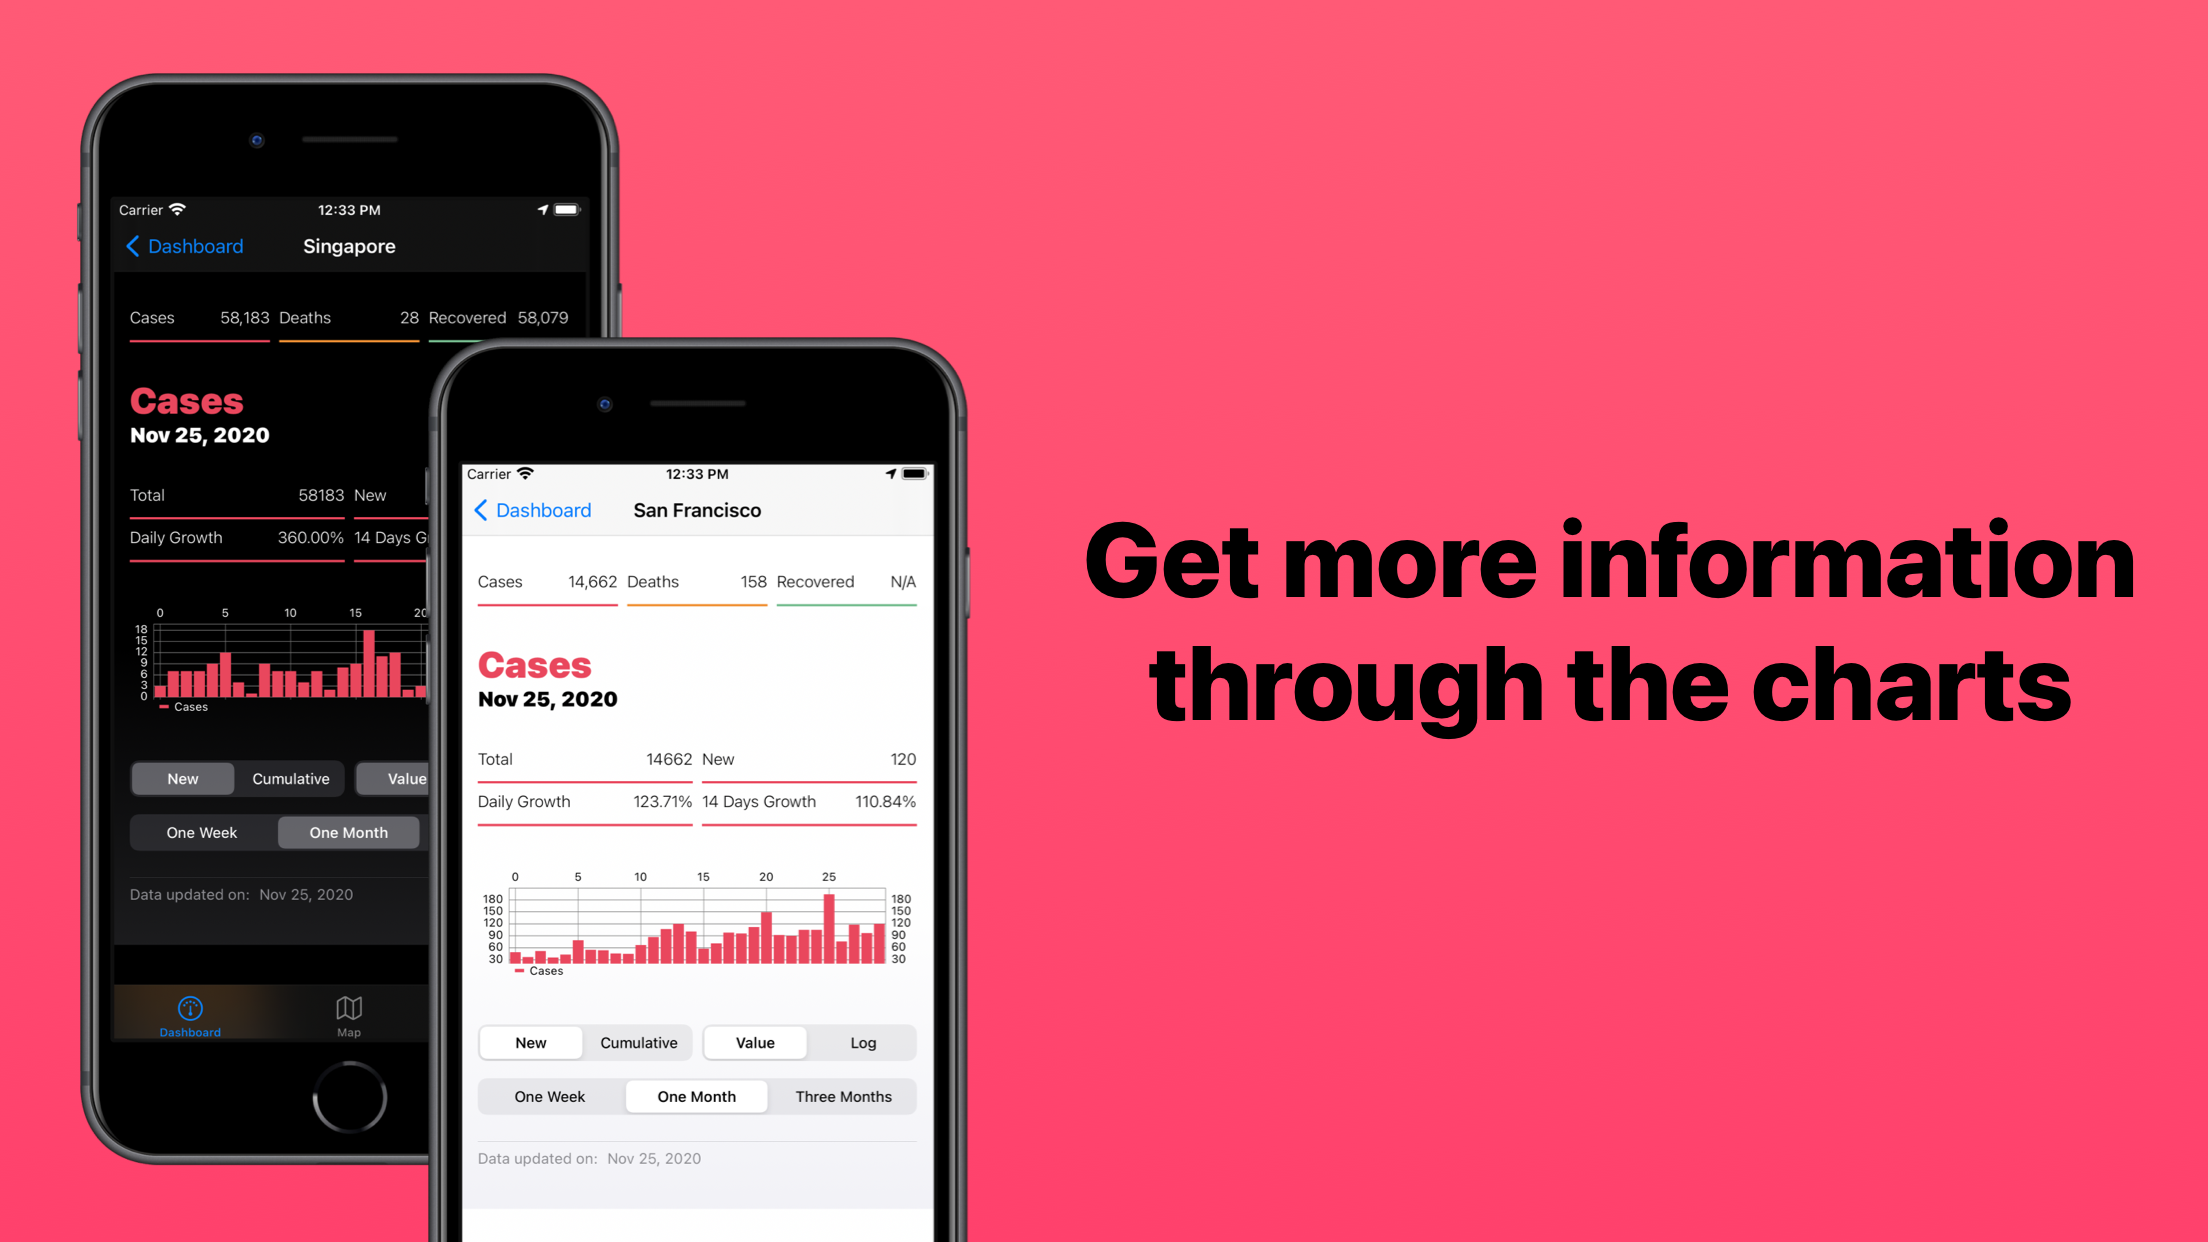 Carrier 12:33 PM
Dashboard Singapore
Cases 58,183 Deaths 28 Recovered 58,079
Cases
Nov 25, 2020
Total 58183 New
Daily Growth 360.00% 14 Days G
0 5 10 15 20
18
15
12
9
6
3
0
Cases
New Cumulative Value
One Week One Month
Data updated on: Nov 25, 2020
Dashboard Map
Carrier 12:33 PM
Dashboard San Francisco
Cases 14,662 Deaths 158 Recovered N/A
Cases
Nov 25, 2020
Total 14662 New 120
Daily Growth 123.71% 14 Days Growth 110.84%
0 5 10 15 20 25
180 180
150 150
120 120
90 90
60 60
30 30
Cases
New Cumulative Value Log
One Week One Month Three Months
Data updated on: Nov 25, 2020
Get more information
through the charts